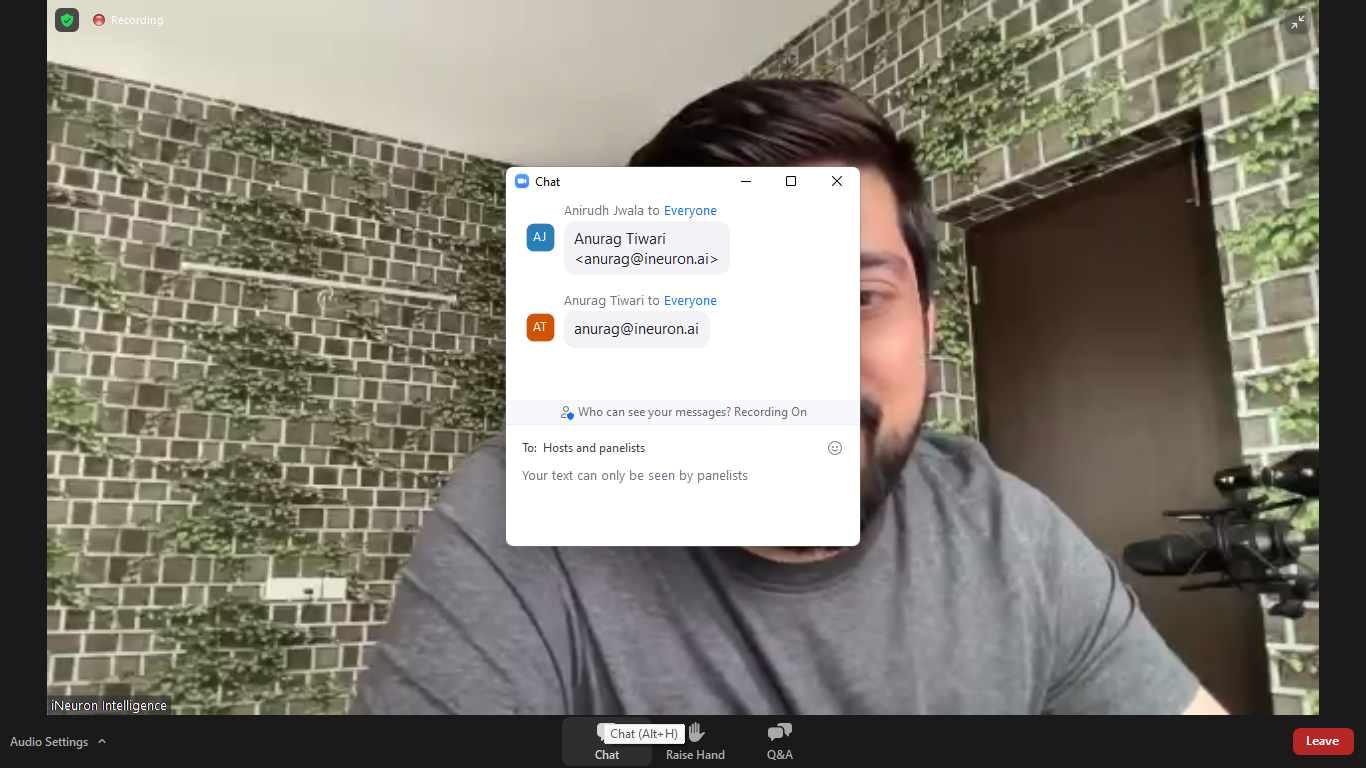 Recording
Chat
Anirudh Jwala to Everyone
AJ
Anurag Tiwari
<anurag@ineuron.ai>
Anurag Tiwari to Everyone
AT
anurag@ineuron.ai
Who can see your messages? Recording On
To: Hosts and panelists
Your text can only be seen by panelists
iNeuron Intelligence
Audio Settings
Chat (Alt+H)
Chat
Raise Hand
Q&A
Leave